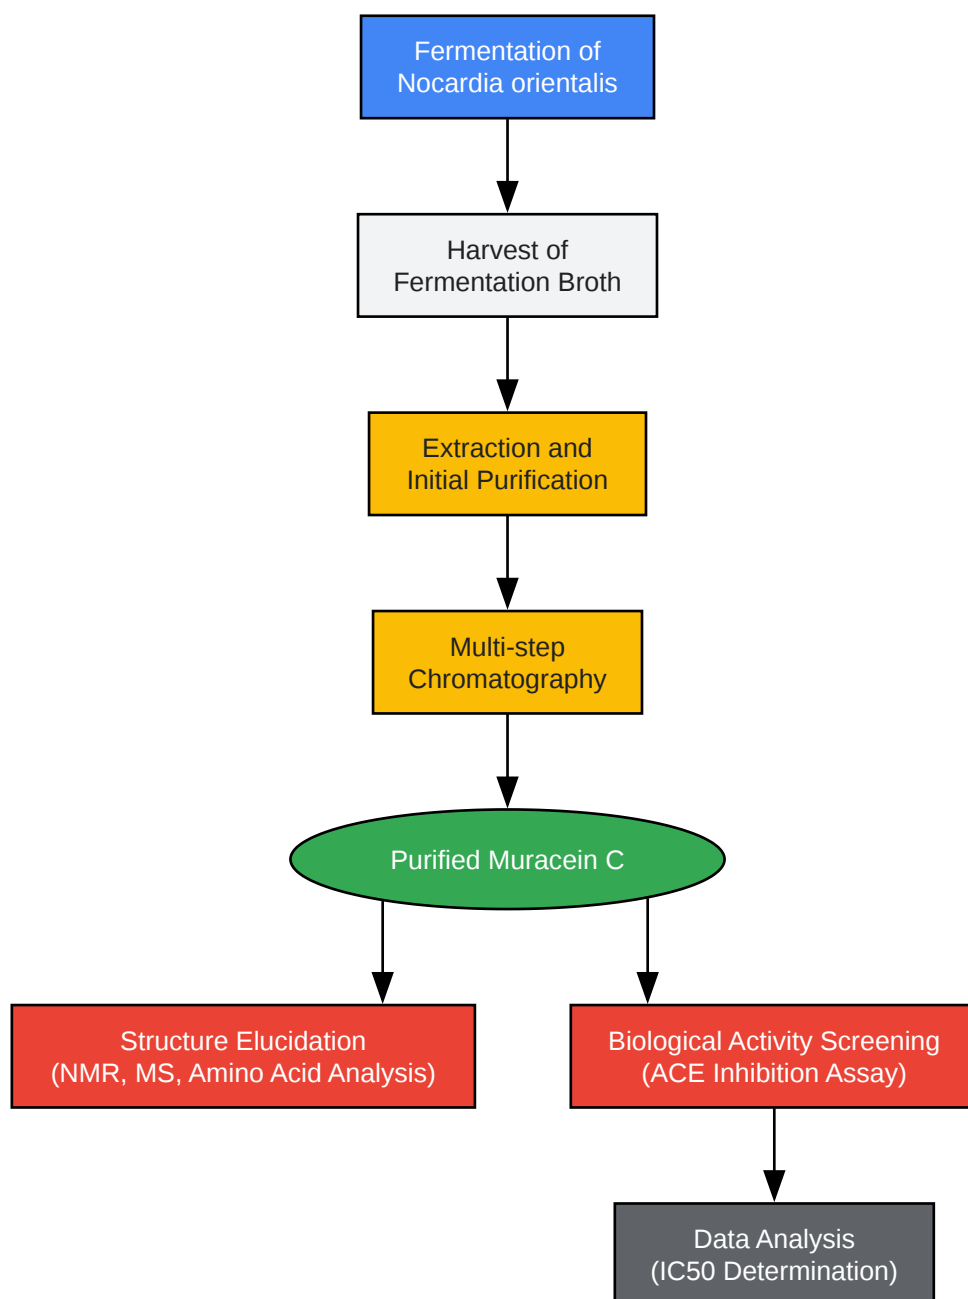 Fermentation of
Nocardia orientalis
Harvest of
Fermentation Broth
Extraction and
Initial Purification
Multi-step
Chromatography
Purified Muracein C
Structure Elucidation
(NMR, MS, Amino Acid Analysis)
Biological Activity Screening
(ACE Inhibition Assay)
Data Analysis
(IC50 Determination)